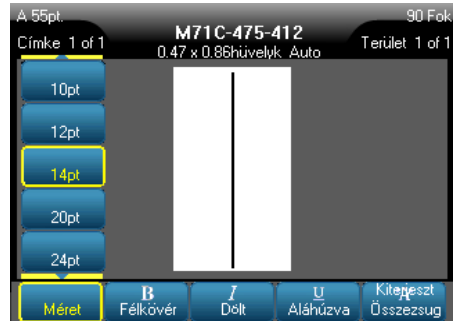 A 55pt.
90 Fok
M71C-475-412
Címke 1 of 1
0.47 x 0.86hüvelyk Auto
Terület 1 of 1
10pt
12pt
14pt
20pt
24pt
Méret
B
Félkövér
I
Dőlt
U
Aláhúzva
Kiterjeszt
Összezsug